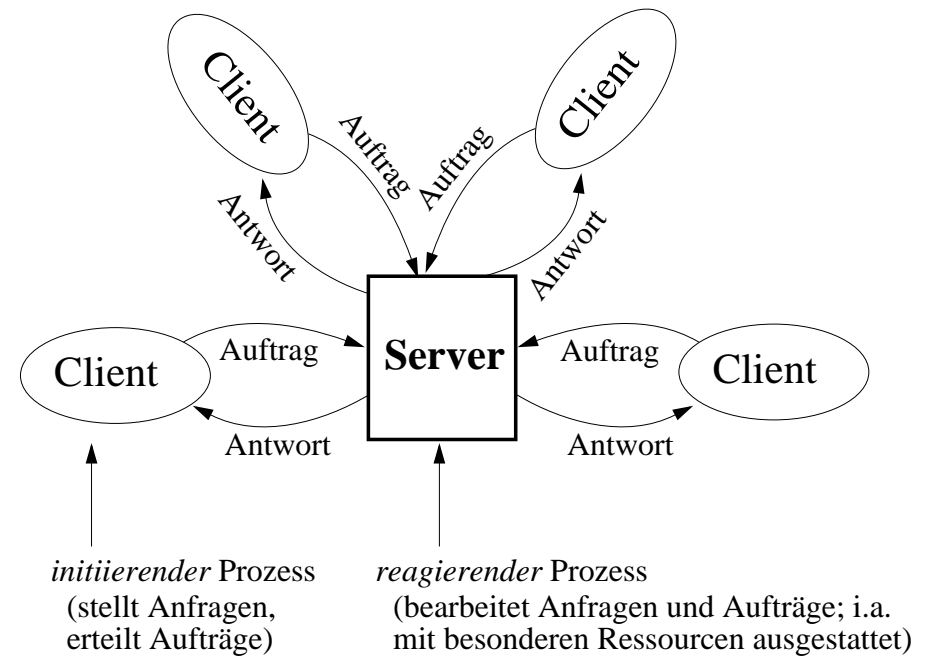 Client
Client
Auftrag
Auftrag
Antwort
Antwort
Client
Auftrag
Server
Auftrag
Client
Antwort
Antwort
initiierender Prozess
(stellt Anfragen,
erteilt Aufträge)
reagierender Prozess
(bearbeitet Anfragen und Aufträge; i.a.
mit besonderen Ressourcen ausgestattet)